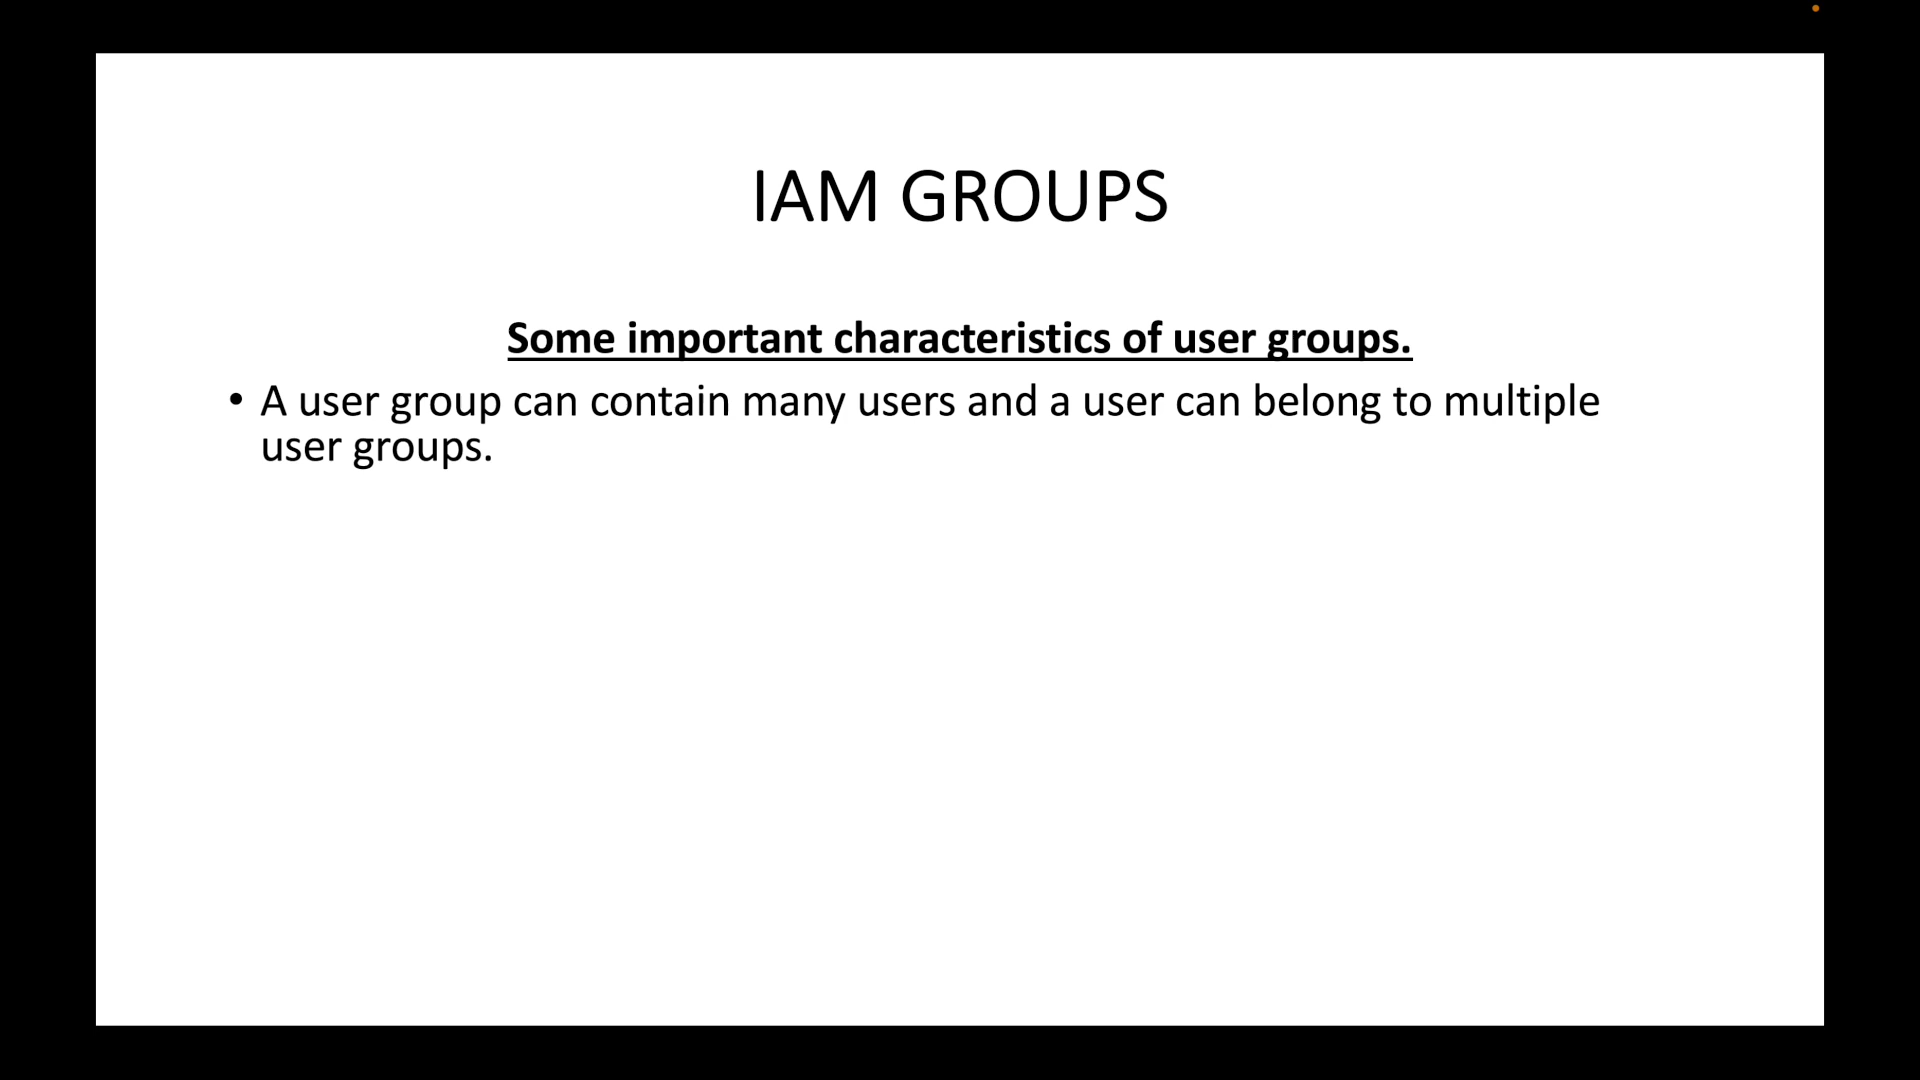 IAM GROUPS
Some important characteristics of user groups.
• A user group can contain many users and a user can belong to multiple
user groups.